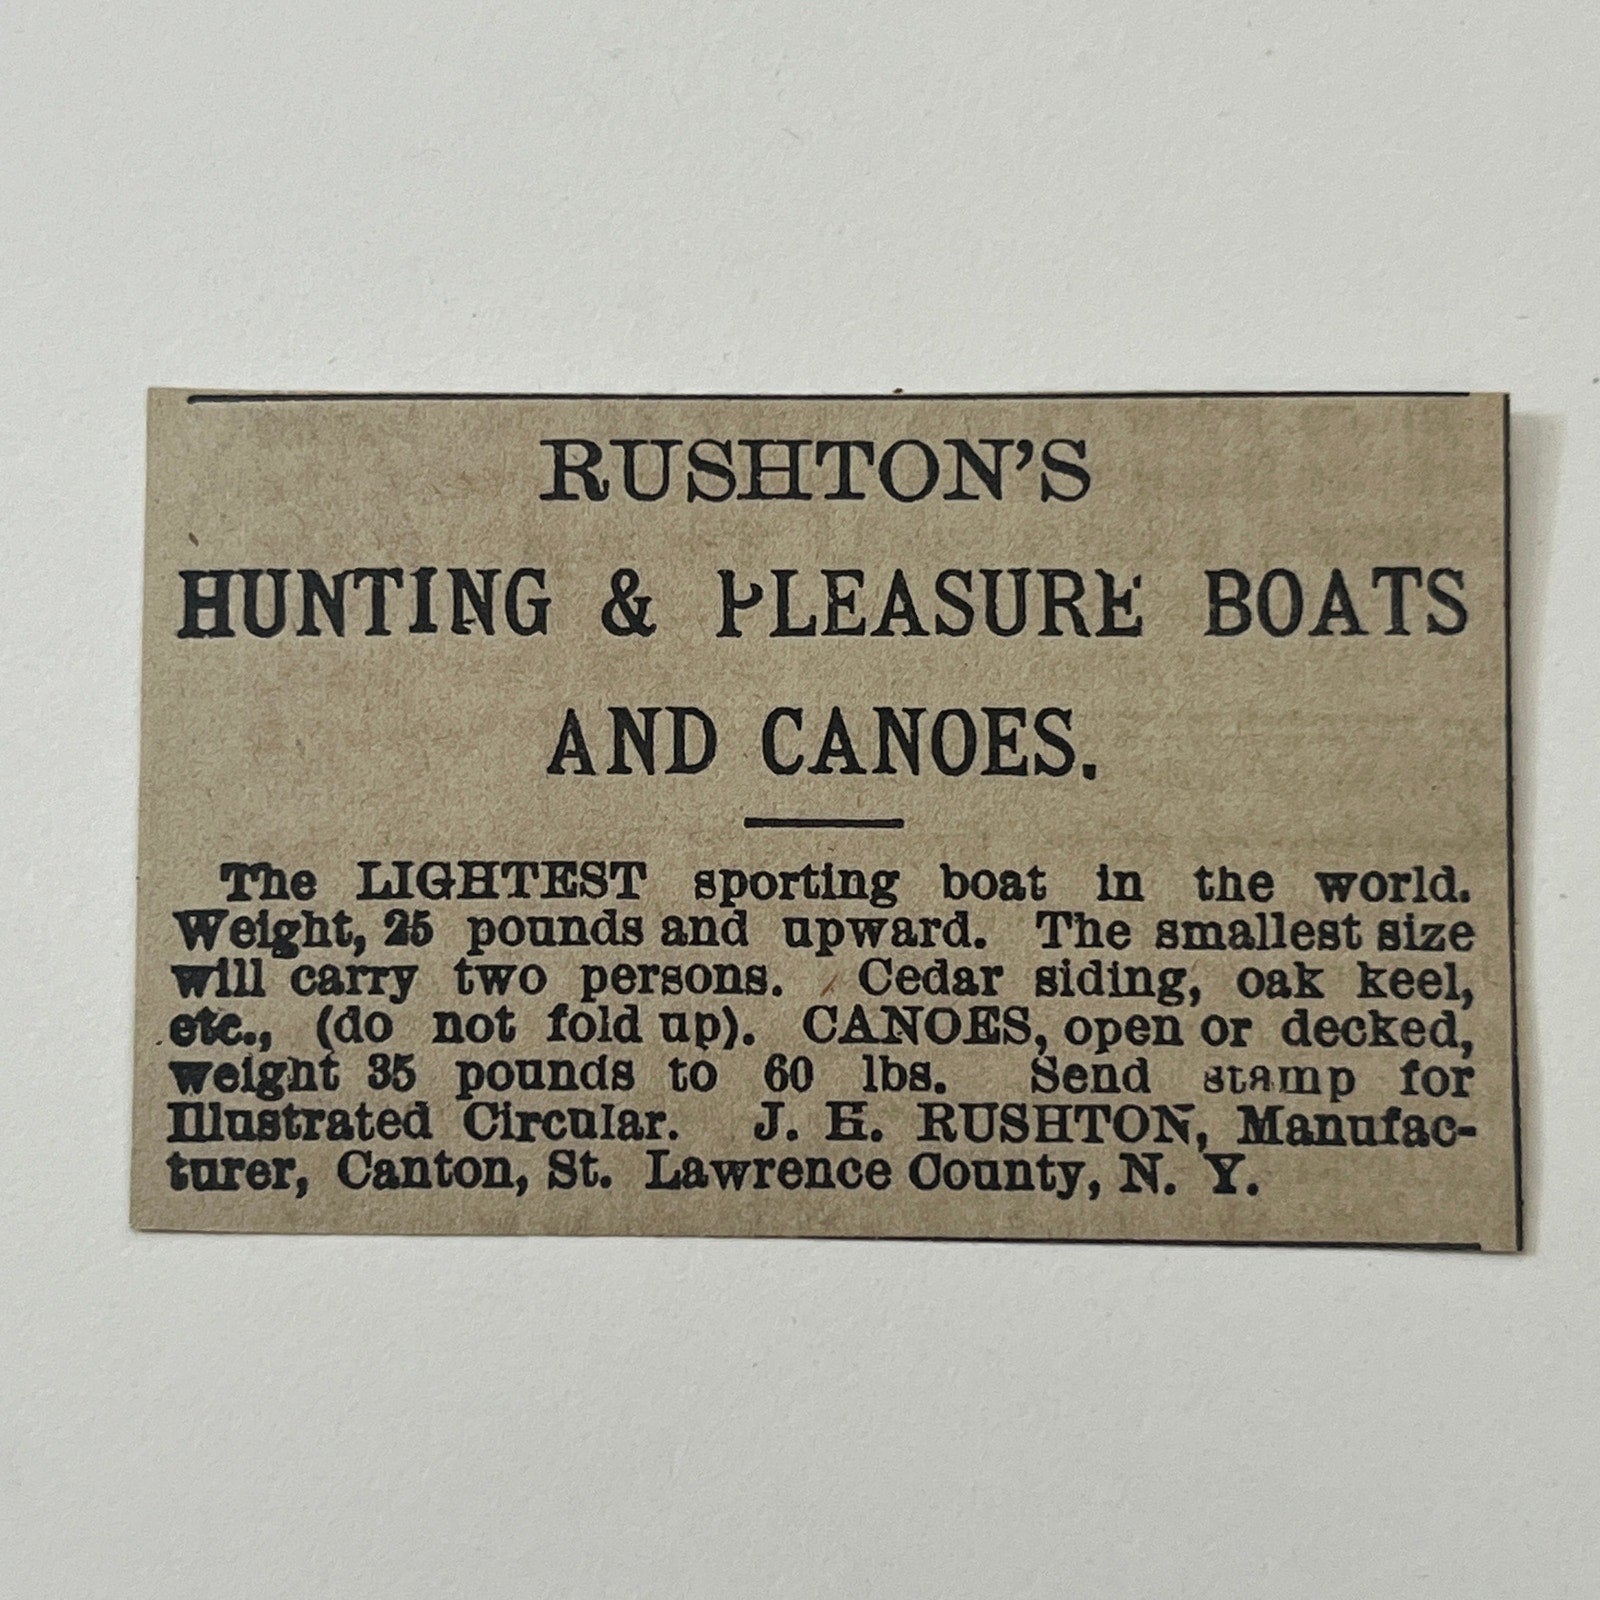 RUSHTON'S
HUNTING & PLEASURE BOATS
AND CANOES.
The LIGHTEST sporting boat in the world.
Weight, 25 pounds and upward. The smallest size
will carry two persons. Cedar siding, oak keel,
etc., (do not fold up). CANOES, open or decked,
weight 35 pounds to 60 lbs. Send stamp for
Illustrated Circular. J. H. RUSHTON, Manufac-
turer, Canton, St. Lawrence County, N. Y.